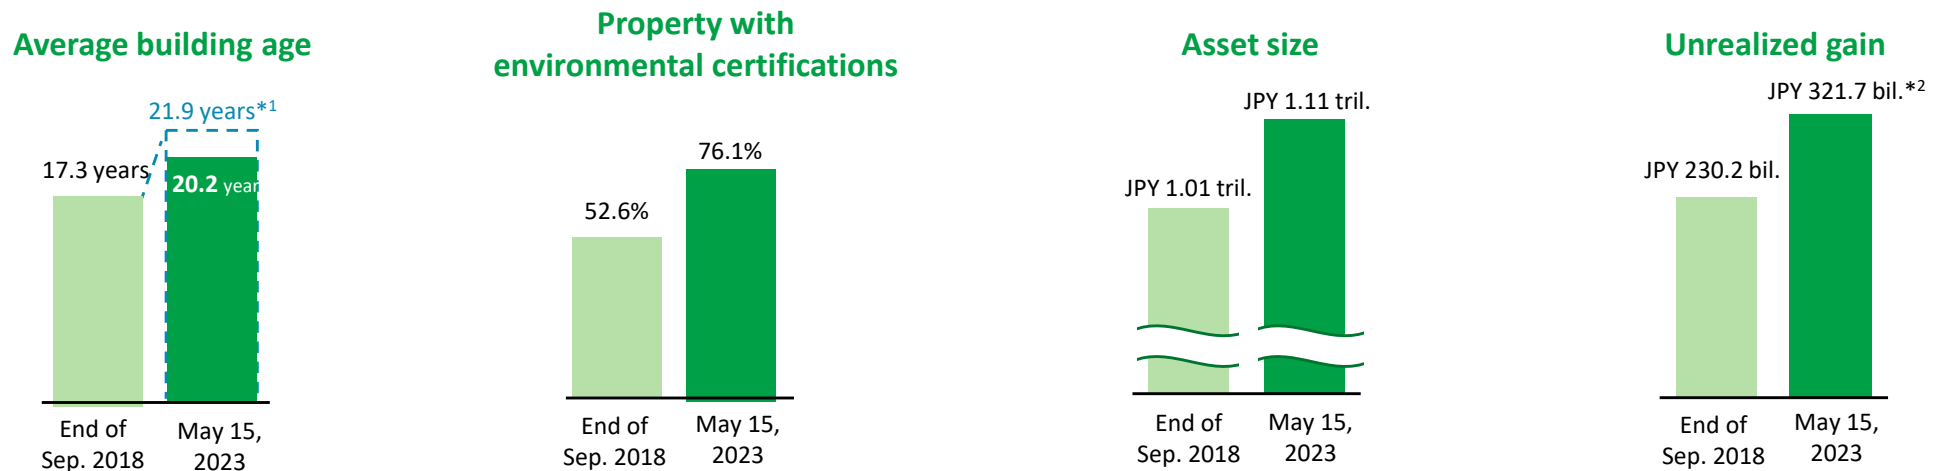 Average building age
21.9 years*1
17.3 years
20.2 year
End of
Sep. 2018
May 15,
2023
Property with
environmental certifications
52.6%
76.1%
End of
Sep. 2018
May 15,
2023
Asset size
JPY 1.01 tril.
JPY 1.11 tril.
End of
Sep. 2018
May 15,
2023
Unrealized gain
JPY 230.2 bil.
JPY 321.7 bil.*2
End of
Sep. 2018
May 15,
2023